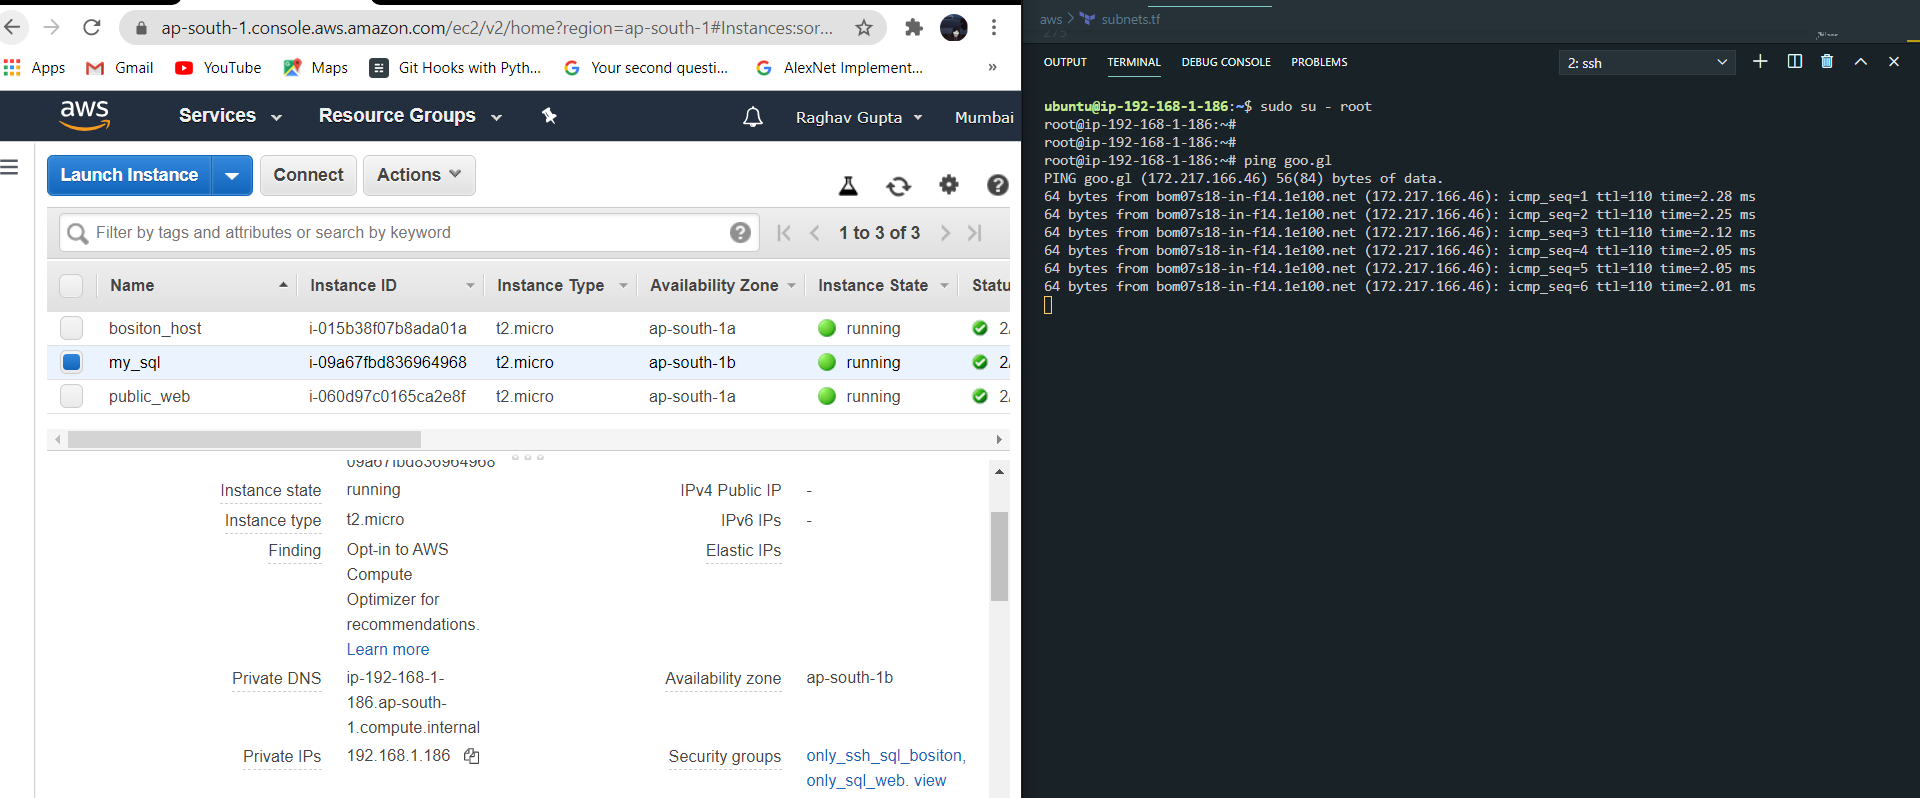 ap-south-1.console.aws.amazon.com/ec2/v2/home?region=ap-south-1#Instances:sor...
Apps Gmail YouTube Maps Git Hooks with Pyth... Your second questi... AlexNet Implement... »
aws Services Resource Groups Raghav Gupta Mumbai
Launch Instance Connect Actions
Filter by tags and attributes or search by keyword 1 to 3 of 3
Name Instance ID Instance Type Availability Zone Instance State Statu
bositon_host i-015b38f07b8ada01a t2.micro ap-south-1a running 2/
my_sql i-09a67fbd836964968 t2.micro ap-south-1b running 2/
public_web i-060d97c0165ca2e8f t2.micro ap-south-1a running 2/
09a67fbd836964968
Instance state running IPv4 Public IP -
Instance type t2.micro IPv6 IPs -
Finding Opt-in to AWS Elastic IPs
Compute
Optimizer for
recommendations.
Learn more
Private DNS ip-192-168-1- Availability zone ap-south-1b
186.ap-south-
1.compute.internal
Private IPs 192.168.1.186 Security groups only_ssh_sql_bositon,
only_sql_web. view
aws > subnets.tf
275
OUTPUT TERMINAL DEBUG CONSOLE PROBLEMS 2: ssh
ubuntu@ip-192-168-1-186:~$ sudo su - root
root@ip-192-168-1-186:~#
root@ip-192-168-1-186:~#
root@ip-192-168-1-186:~# ping goo.gl
PING goo.gl (172.217.166.46) 56(84) bytes of data.
64 bytes from bom07s18-in-f14.1e100.net (172.217.166.46): icmp_seq=1 ttl=110 time=2.28 ms
64 bytes from bom07s18-in-f14.1e100.net (172.217.166.46): icmp_seq=2 ttl=110 time=2.25 ms
64 bytes from bom07s18-in-f14.1e100.net (172.217.166.46): icmp_seq=3 ttl=110 time=2.12 ms
64 bytes from bom07s18-in-f14.1e100.net (172.217.166.46): icmp_seq=4 ttl=110 time=2.05 ms
64 bytes from bom07s18-in-f14.1e100.net (172.217.166.46): icmp_seq=5 ttl=110 time=2.05 ms
64 bytes from bom07s18-in-f14.1e100.net (172.217.166.46): icmp_seq=6 ttl=110 time=2.01 ms